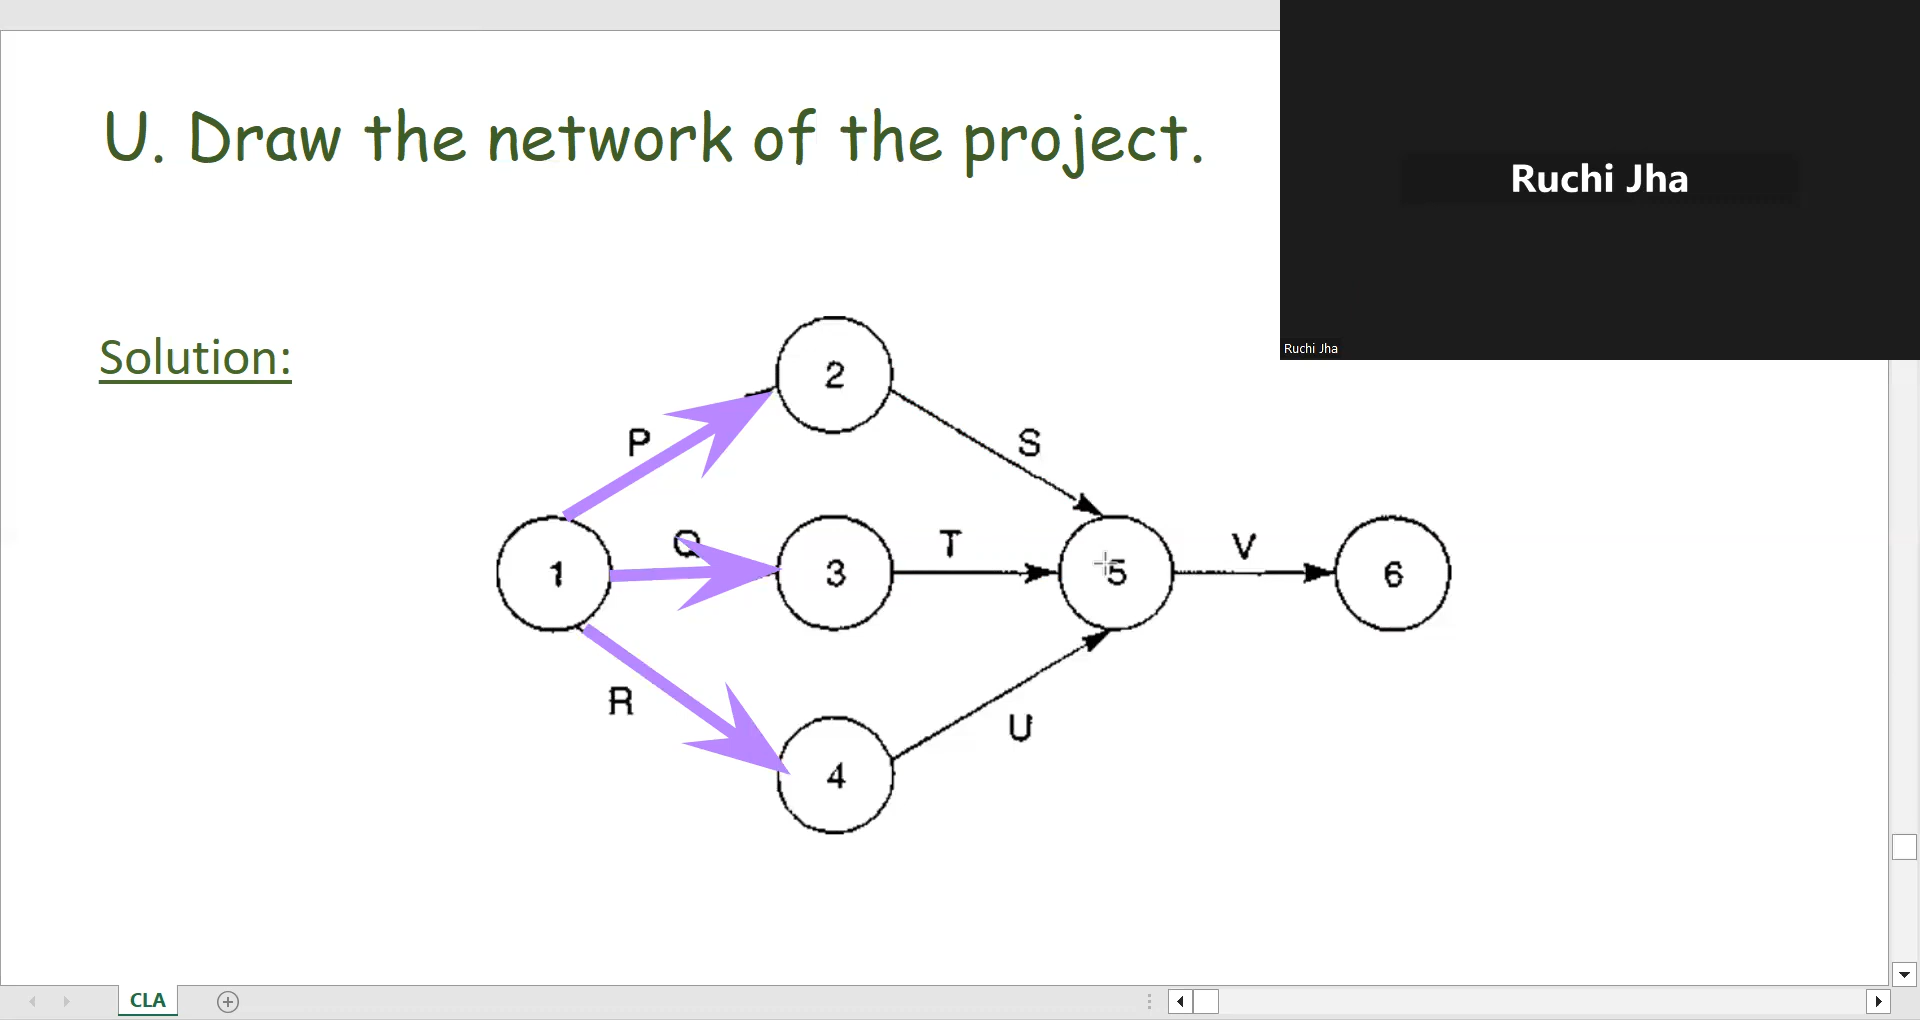 U. Draw the network of the project.
Ruchi Jha
Ruchi Jha
Solution:
2
P
S
Q
T
V
1
3
5
6
R
U
4
CLA